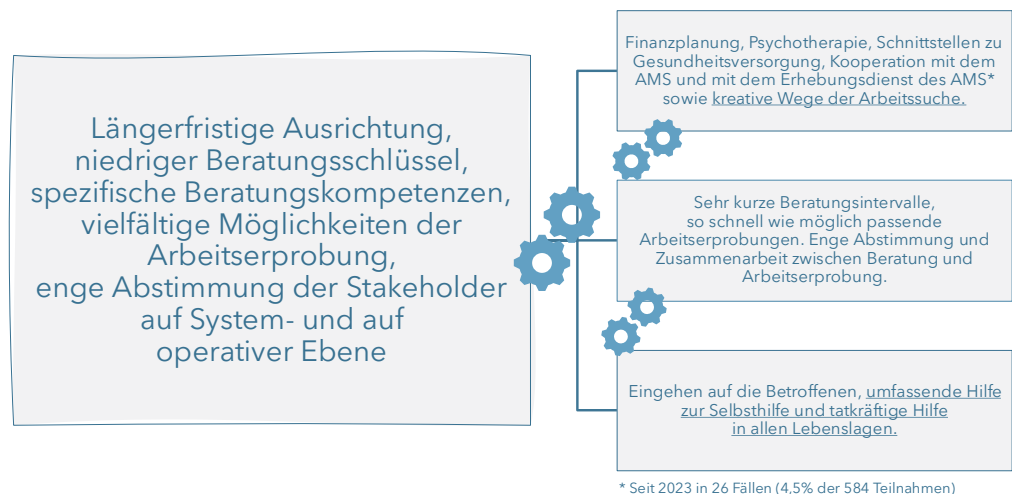 Längerfristige Ausrichtung,
niedriger Beratungsschlüssel,
spezifische Beratungskompetenzen,
vielfältige Möglichkeiten der
Arbeitserprobung,
enge Abstimmung der Stakeholder
auf System- und auf
operativer Ebene
Finanzplanung, Psychotherapie, Schnittstellen zu
Gesundheitsversorgung, Kooperation mit dem
AMS und mit dem Erhebungsdienst des AMS*
sowie kreative Wege der Arbeitssuche.
Sehr kurze Beratungsintervalle,
so schnell wie möglich passende
Arbeitserprobungen. Enge Abstimmung und
Zusammenarbeit zwischen Beratung und
Arbeitserprobung.
Eingehen auf die Betroffenen, umfassende Hilfe
zur Selbsthilfe und tatkräftige Hilfe
in allen Lebenslagen.
* Seit 2023 in 26 Fällen (4,5% der 584 Teilnahmen)